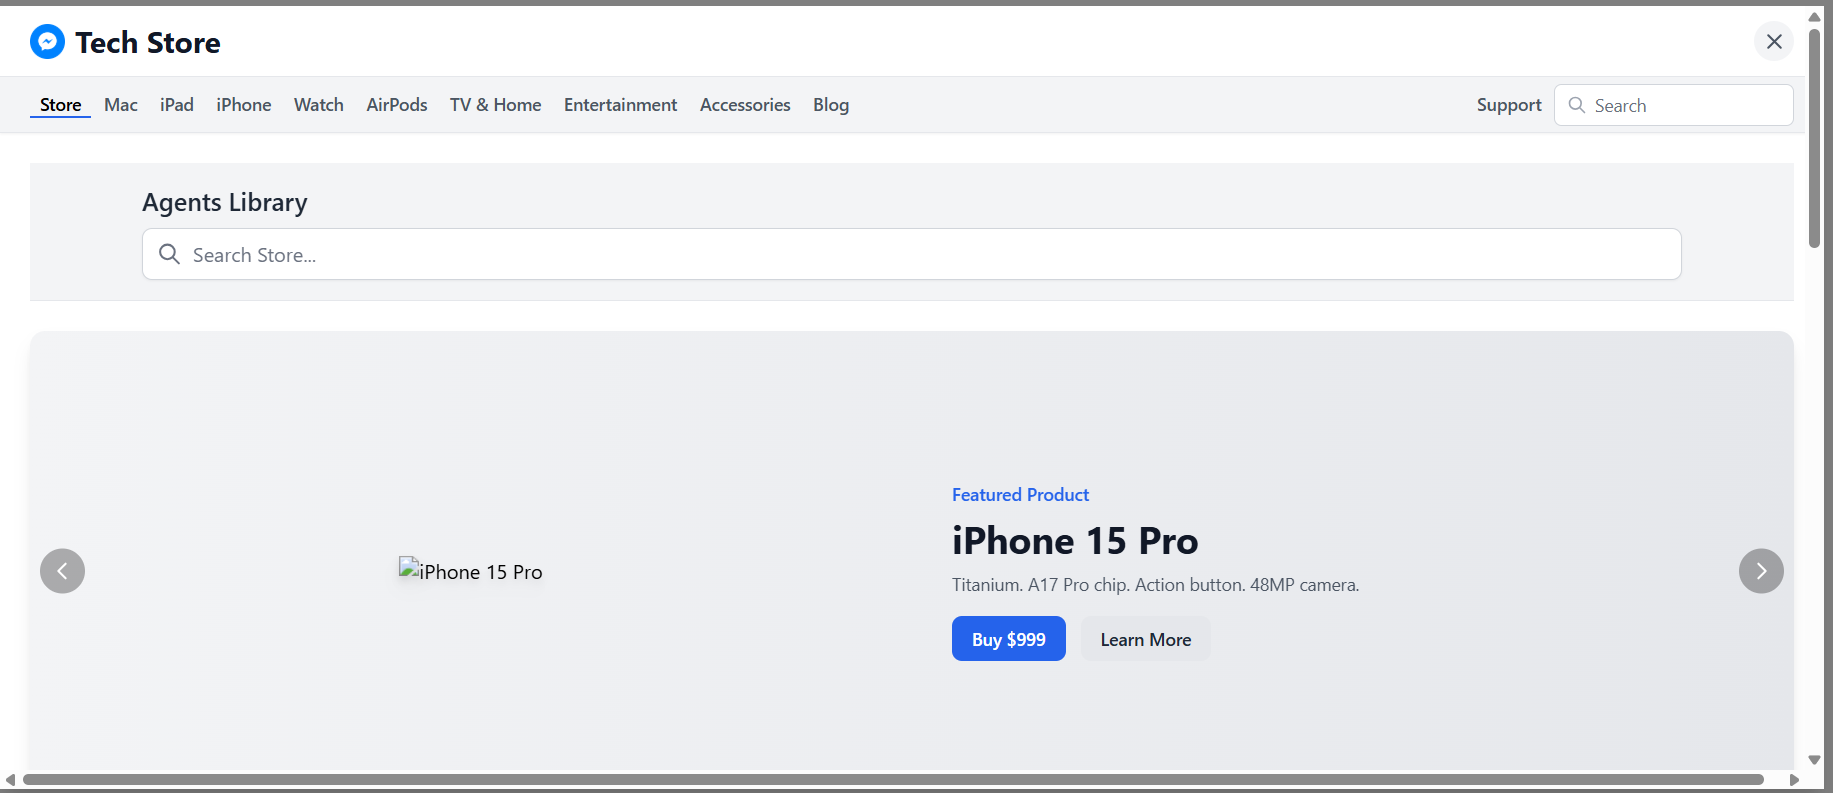 Tech Store
Store Mac iPad iPhone Watch AirPods TV & Home Entertainment Accessories Blog Support Search
Agents Library
Search Store...
Featured Product
iPhone 15 Pro
iPhone 15 Pro
Titanium. A17 Pro chip. Action button. 48MP camera.
Buy $999 Learn More